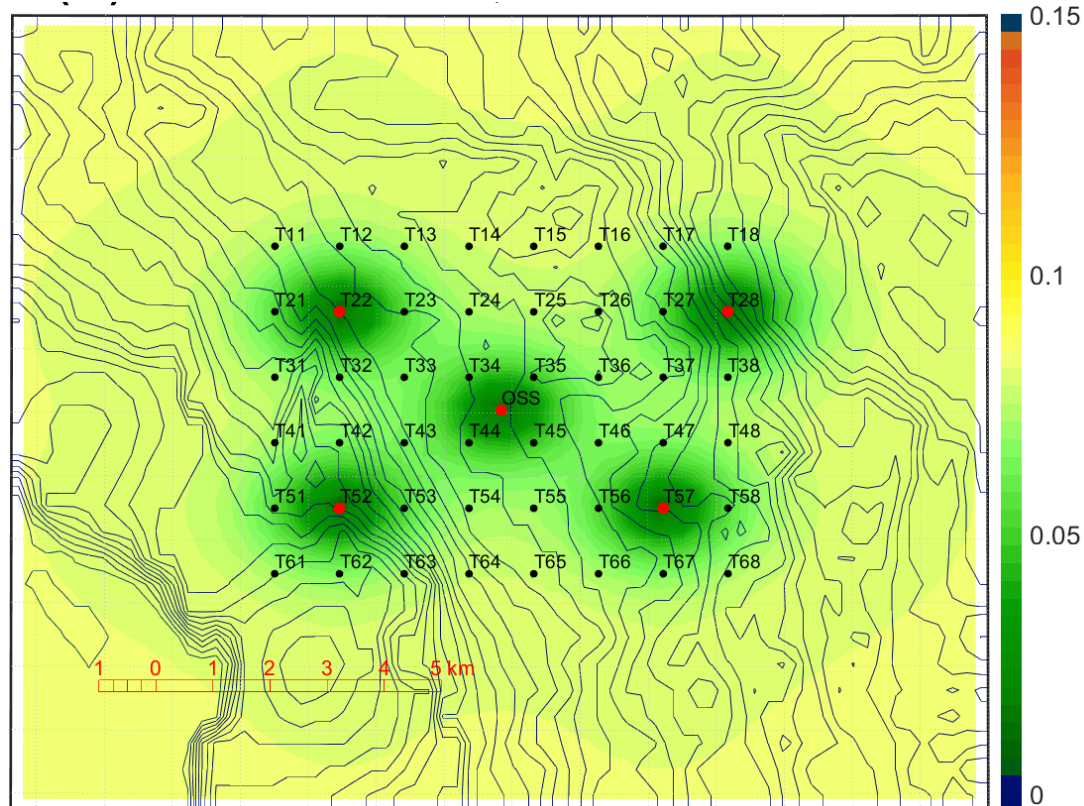 0.15
T11 T12 T13 T14 T15 T16 T17 T18
0.1
T21 T22 T23 T24 T25 T26 T27 T28
T31 T32 T33 T34 T35 T36 T37 T38
OSS
T41 T42 T43 T44 T45 T46 T47 T48
T51 T52 T53 T54 T55 T56 T57 T58
0.05
T61 T62 T63 T64 T65 T66 T67 T68
1 0 1 2 3 4 5 km
0